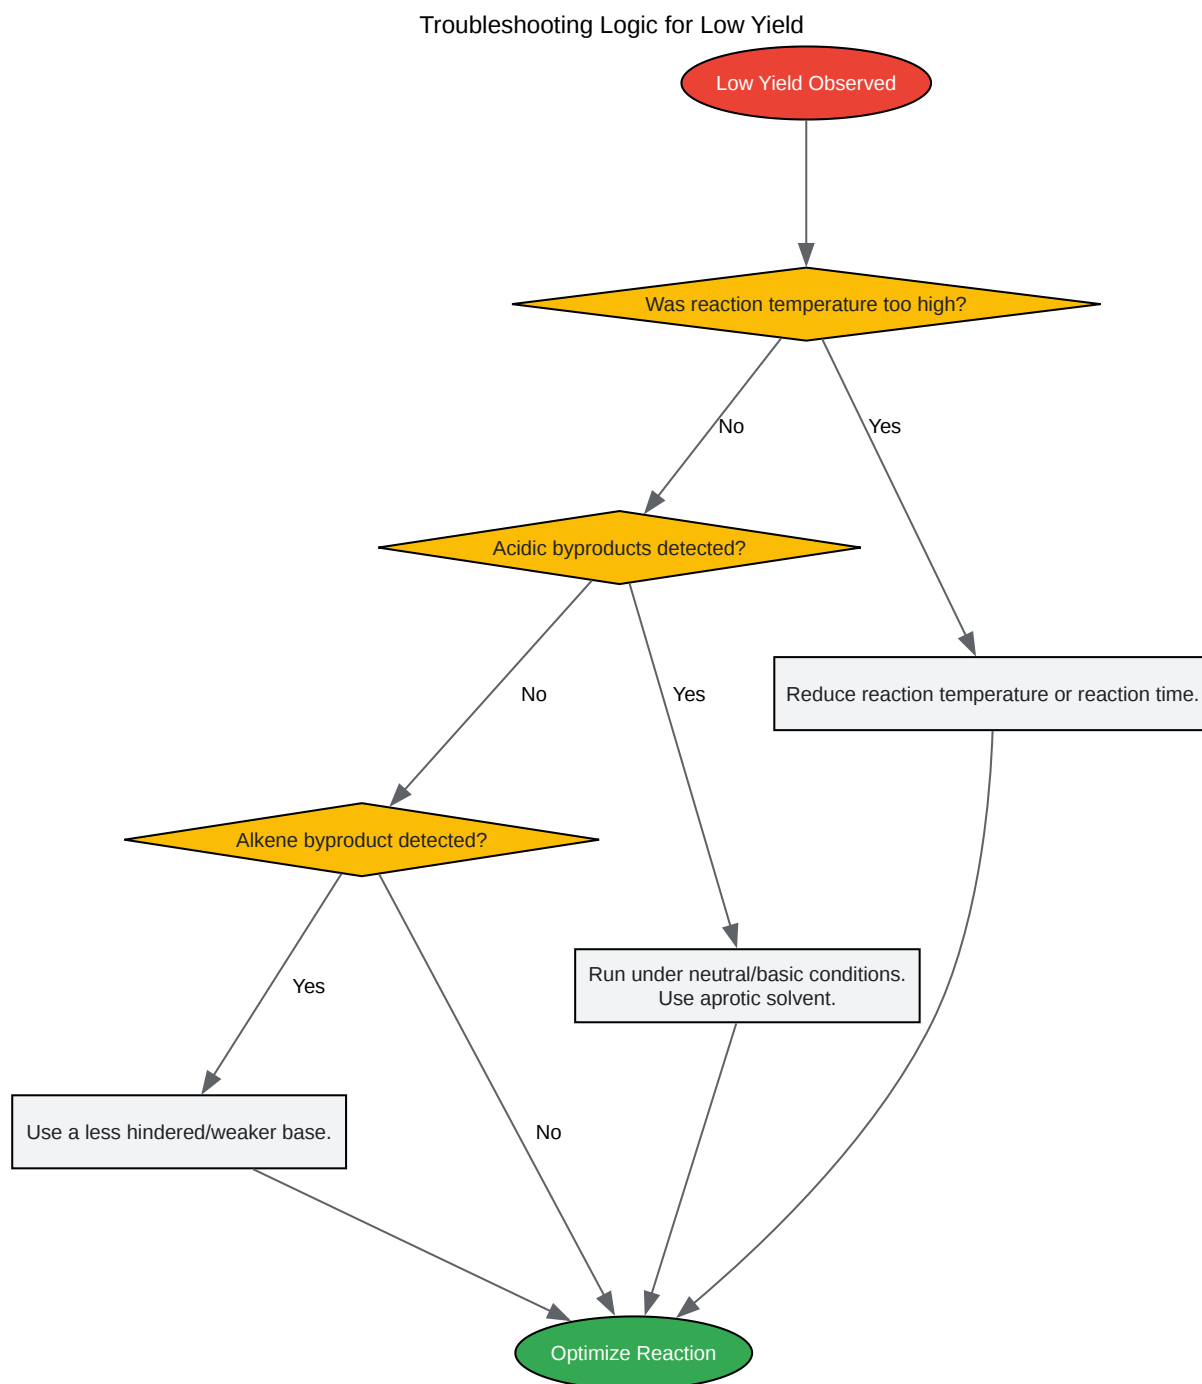 Troubleshooting Logic for Low Yield
Low Yield Observed
Was reaction temperature too high?
No
Yes
Acidic byproducts detected?
No
Yes
Reduce reaction temperature or reaction time.
Alkene byproduct detected?
Yes
Run under neutral/basic conditions.
Use aprotic solvent.
Use a less hindered/weaker base.
No
Optimize Reaction